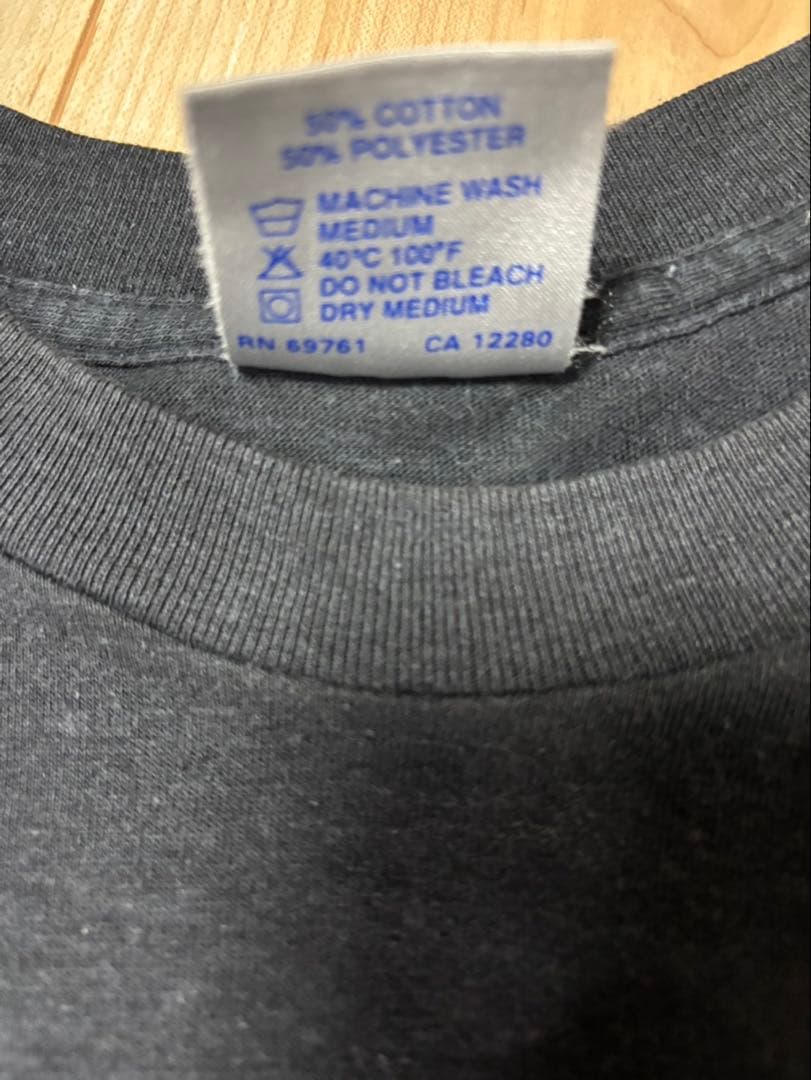 50% COTTON
50% POLYESTER
MACHINE WASH
MEDIUM
40°C 100°F
DO NOT BLEACH
DRY MEDIUM
RN 69761 CA 12280